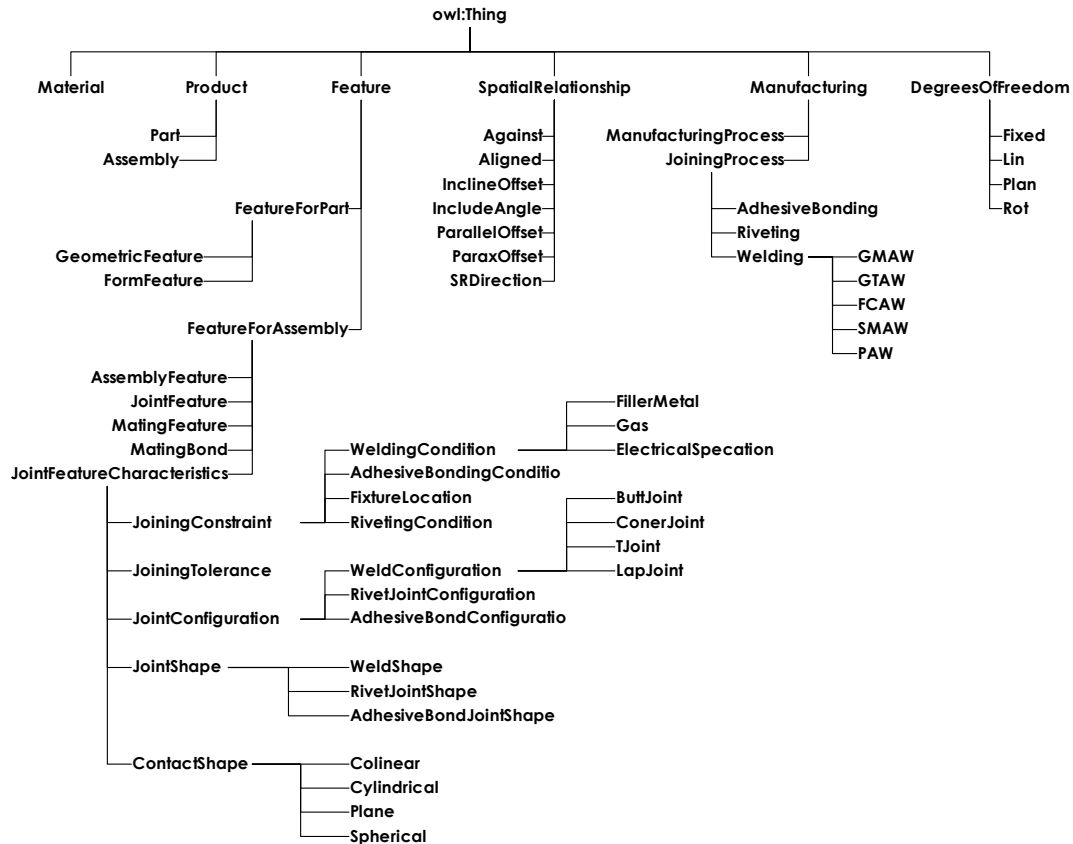 owl:Thing
Material Product Feature SpatialRelationship Manufacturing DegreesOfFreedom
Part Against ManufacturingProcess Fixed
Assembly Aligned JoiningProcess Lin
InclineOffset Plan
FeatureForPart IncludeAngle AdhesiveBonding Rot
ParallelOffset Riveting
GeometricFeature ParaxOffset Welding GMAW
FormFeature SRDirection GTAW
FCAW
FeatureForAssembly SMAW
PAW
AssemblyFeature
JointFeature FillerMetal
MatingFeature Gas
MatingBond WeldingCondition ElectricalSpecation
JointFeatureCharacteristics AdhesiveBondingConditio
FixtureLocation ButtJoint
JoiningConstraint RivetingCondition ConerJoint
TJoint
JoiningTolerance WeldConfiguration LapJoint
RivetJointConfiguration
JointConfiguration AdhesiveBondConfiguratio
JointShape WeldShape
RivetJointShape
AdhesiveBondJointShape
ContactShape Colinear
Cylindrical
Plane
Spherical